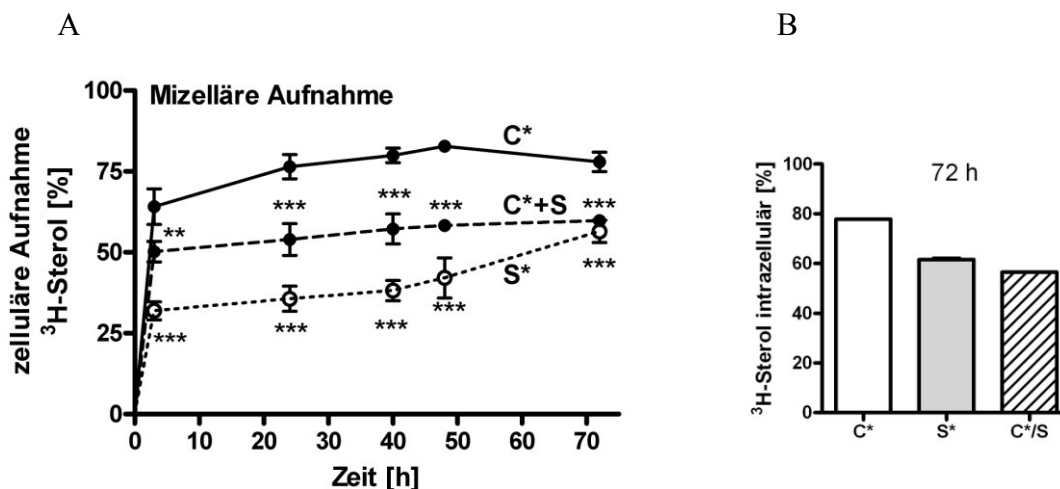 A
B
Mizelläre Aufnahme
zelluläre Aufnahme
³H-Sterol [%]
100
75
50
25
0
C*
*** *** *** ***
** C*+S
S*
*** *** *** *** ***
0 10 20 30 40 50 60 70
Zeit [h]
72 h
³H-Sterol intrazellulär [%]
100
80
60
40
20
0
C* S* C*/S